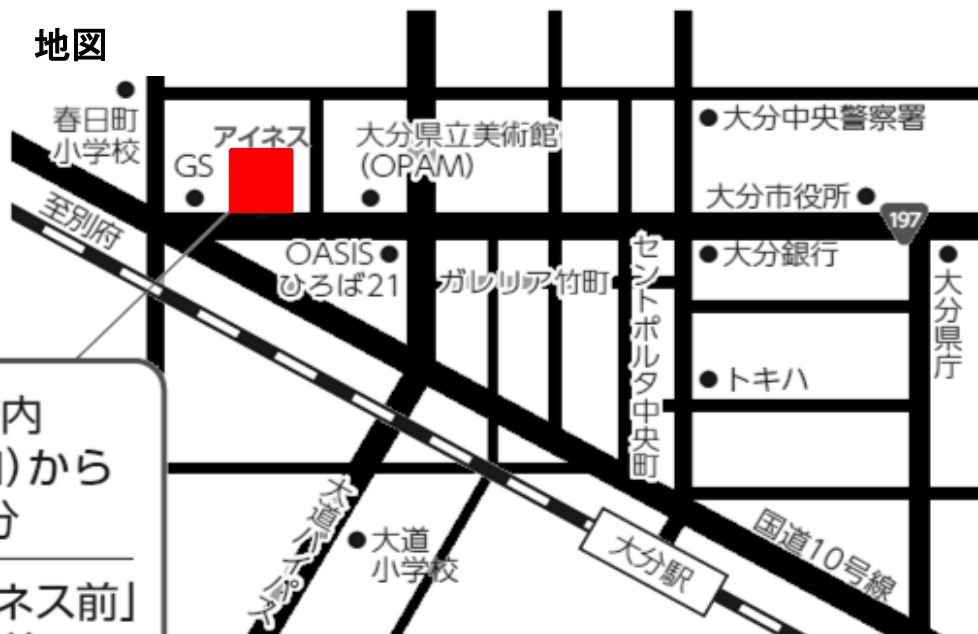 地図
春日町
小学校
アイネス
GS
大分県立美術館
(OPAM)
大分中央警察署
大分市役所
197
至別府
OASIS
ひろば21
ガレリア竹町
セントポルタ中央町
大分銀行
大分県庁
トキハ
内
)から
分
ネス前」
大道バイパス
大道
小学校
大分駅
国道10号線